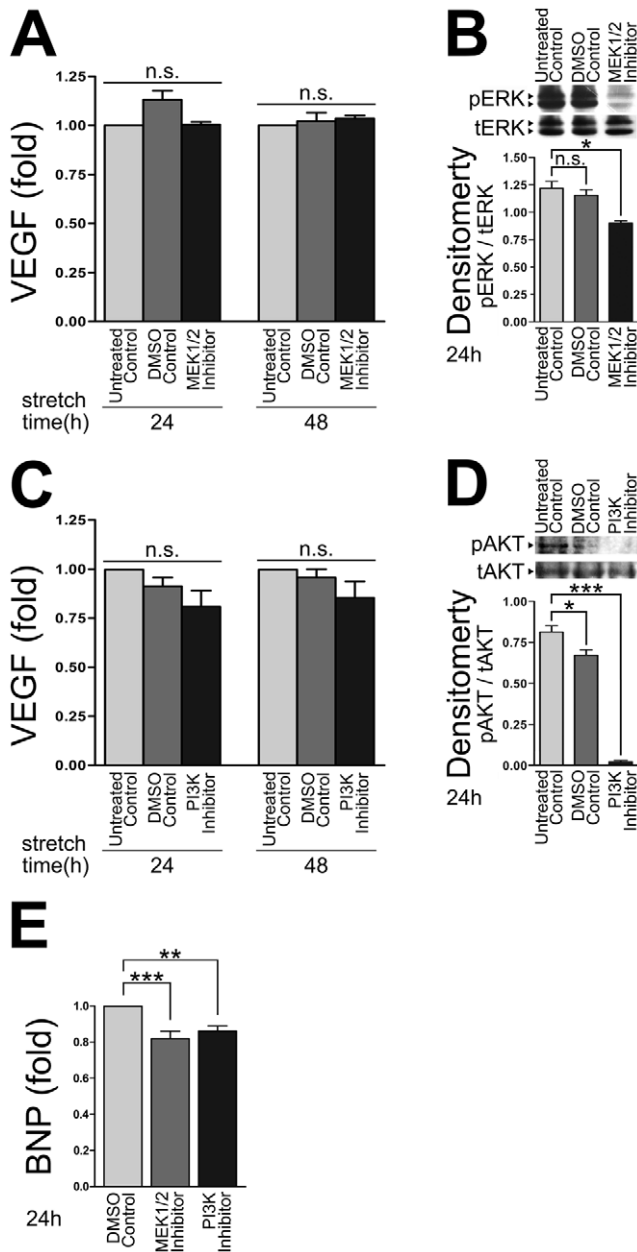 A
VEGF (fold)
1.25
1.00
0.75
0.50
0.25
0.00
n.s.
n.s.
Untreated Control
DMSO Control
MEK1/2 Inhibitor
Untreated Control
DMSO Control
MEK1/2 Inhibitor
stretch time(h)
24
48
B
Untreated Control
DMSO Control
MEK1/2 Inhibitor
pERK
tERK
*
n.s.
Densitomerty
pERK / tERK
1.50
1.25
1.00
0.75
0.50
0.25
0.00
Untreated Control
DMSO Control
MEK1/2 Inhibitor
24h
C
VEGF (fold)
1.25
1.00
0.75
0.50
0.25
0.00
n.s.
n.s.
Untreated Control
DMSO Control
PI3K Inhibitor
Untreated Control
DMSO Control
PI3K Inhibitor
stretch time(h)
24
48
D
Untreated Control
DMSO Control
PI3K Inhibitor
pAKT
tAKT
***
*
Densitomerty
pAKT / tAKT
1.00
0.75
0.50
0.25
0.00
Untreated Control
DMSO Control
PI3K Inhibitor
24h
E
BNP (fold)
**
***
1.0
0.8
0.6
0.4
0.2
0.0
DMSO Control
MEK1/2 Inhibitor
PI3K Inhibitor
24h